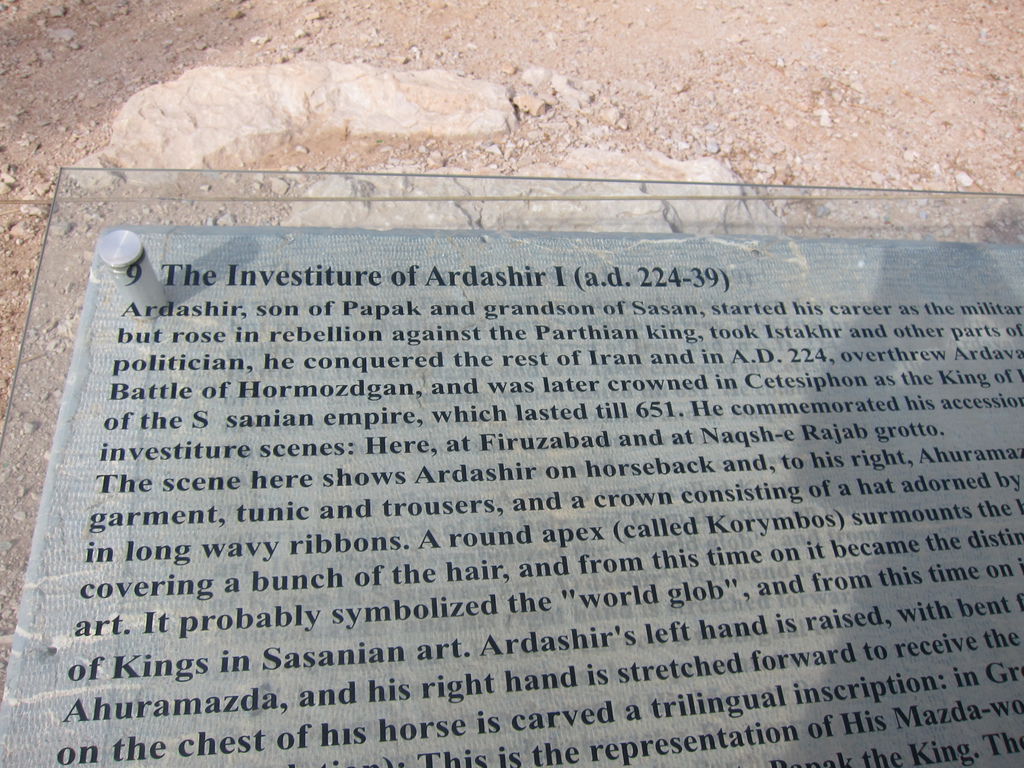 9 The Investiture of Ardashir I (a.d. 224-39)
Ardashir, son of Papak and grandson of Sasan, started his career as the
but rose in rebellion against the Parthian king, took Istakhr and other parts of
politician, he conquered the rest of Iran and in A.D. 224, overthrew
Battle of Hormozdgan, and was later crowned in Cetesiphon as the King of
of the S sanian empire, which lasted till 651. He commemorated his accession
investiture scenes: Here, at Firuzabad and at Naqsh-e Rajab grotto.
The scene here shows Ardashir on horseback and, to his right,
garment, tunic and trousers, and a crown consisting of a hat adorned by
in long wavy ribbons. A round apex (called Korymbos) surmounts the
covering a bunch of the hair, and from this time on it became the
art. It probably symbolized the "world glob", and from this time on
of Kings in Sasanian art. Ardashir's left hand is raised, with bent
Ahuramazda, and his right hand is stretched forward to receive the
on the chest of his horse is carved a trilingual inscription: in
This is the representation of His
Papak the King. The